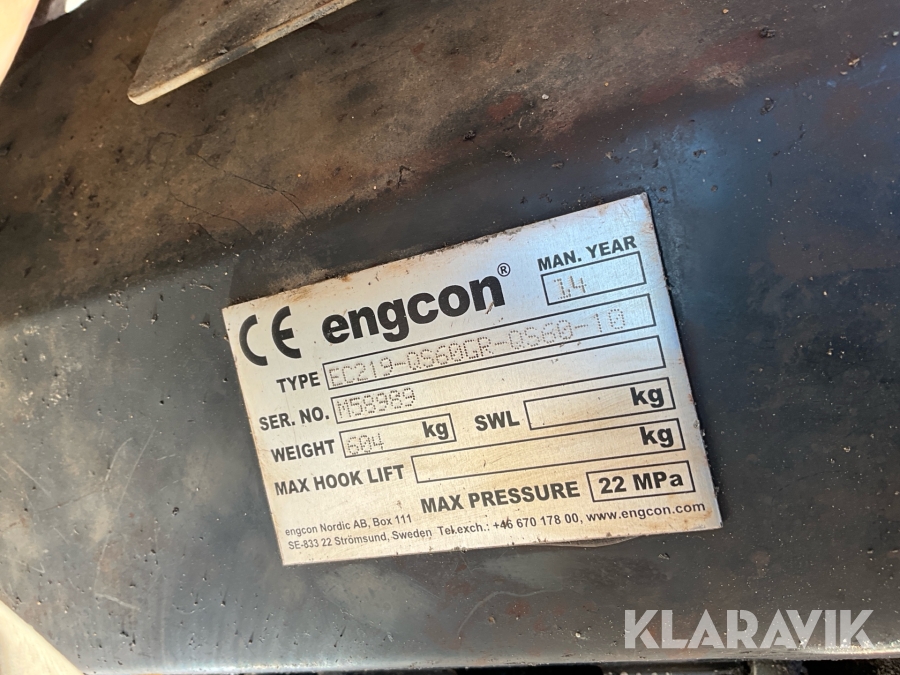 CE engcon® MAN. YEAR
14
TYPE EC219-QS60GR-QS60-10
SER. NO. M58989
WEIGHT 604 kg SWL kg
MAX HOOK LIFT kg
MAX PRESSURE 22 MPa
engcon Nordic AB, Box 111
SE-833 22 Strömsund, Sweden Tel.exch.: +46 670 178 00, www.engcon.com
KLARAVIK